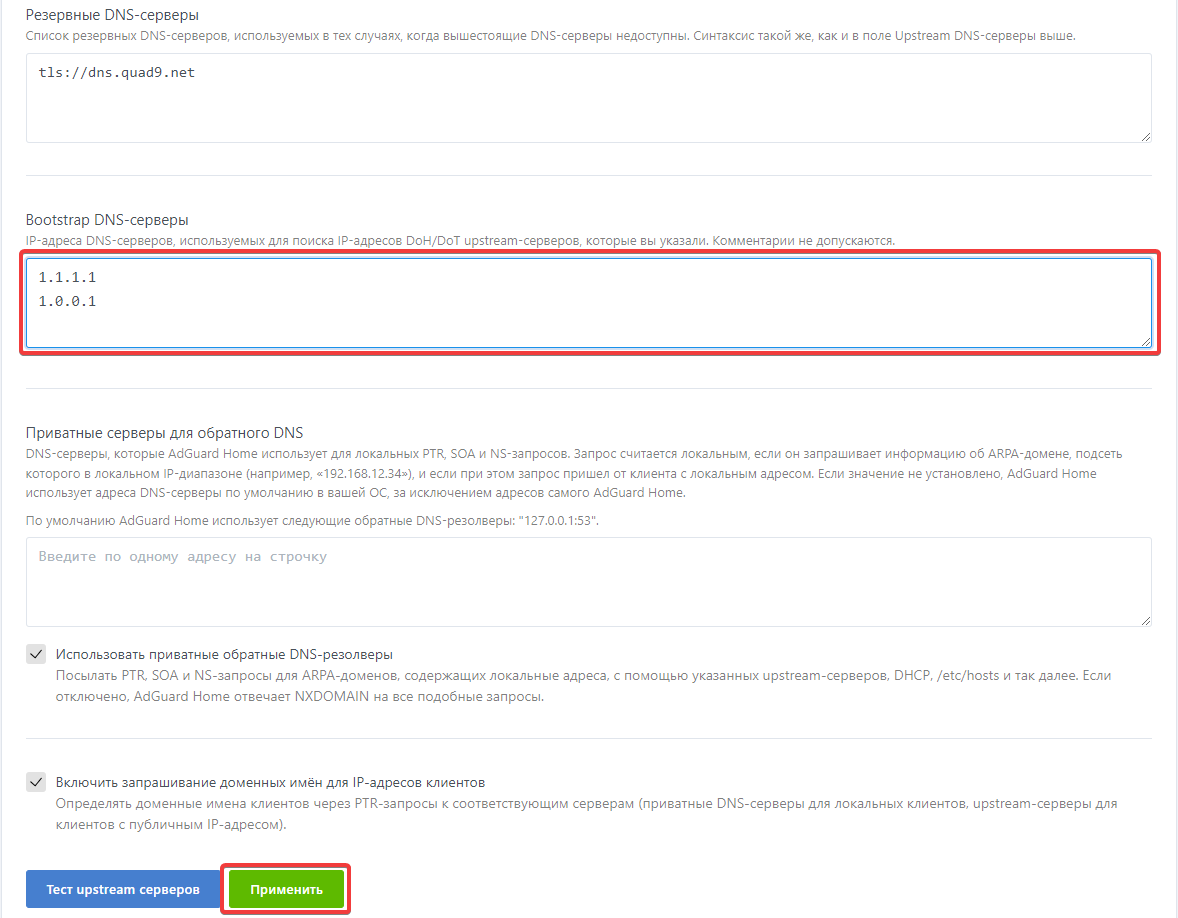 Резервные DNS-серверы
Список резервных DNS-серверов, используемых в тех случаях, когда вышестоящие DNS-серверы недоступны. Синтаксис такой же, как и в поле Upstream DNS-серверы выше.
tls://dns.quad9.net
Bootstrap DNS-серверы
IP-адреса DNS-серверов, используемых для поиска IP-адресов DoH/DoT upstream-серверов, которые вы указали. Комментарии не допускаются.
1.1.1.1
1.0.0.1
Приватные серверы для обратного DNS
DNS-серверы, которые AdGuard Home использует для локальных PTR, SOA и NS-запросов. Запрос считается локальным, если он запрашивает информацию об ARPA-домене, подсеть
которого в локальном IP-диапазоне (например, «192.168.12.34»), и если при этом запрос пришел от клиента с локальным адресом. Если значение не установлено, AdGuard Home
использует адреса DNS-серверы по умолчанию в вашей ОС, за исключением адресов самого AdGuard Home.
По умолчанию AdGuard Home использует следующие обратные DNS-резолверы: "127.0.0.1:53".
Введите по одному адресу на строчку
Использовать приватные обратные DNS-резолверы
Посылать PTR, SOA и NS-запросы для ARPA-доменов, содержащих локальные адреса, с помощью указанных upstream-серверов, DHCP, /etc/hosts и так далее. Если
отключено, AdGuard Home отвечает NXDOMAIN на все подобные запросы.
Включить запрашивание доменных имён для IP-адресов клиентов
Определять доменные имена клиентов через PTR-запросы к соответствующим серверам (приватные DNS-серверы для локальных клиентов, upstream-серверы для
клиентов с публичным IP-адресом).
Тест upstream серверов
Применить